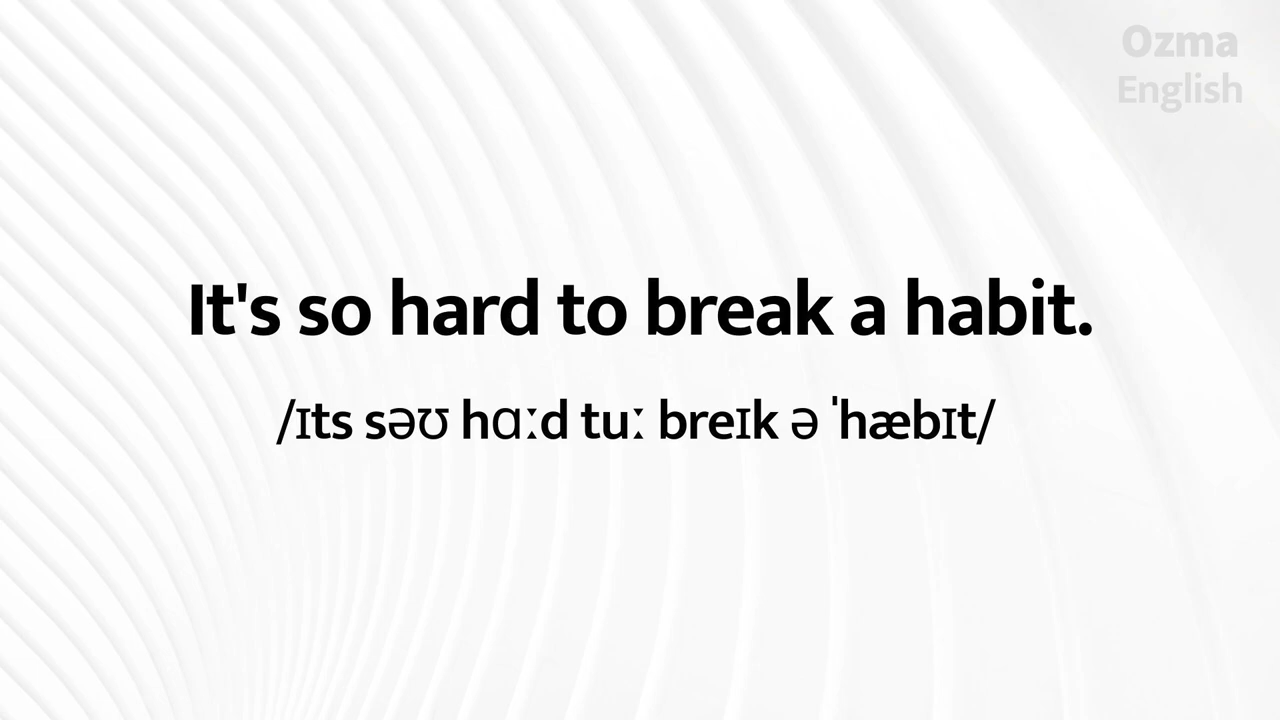 Ozma
English
It's so hard to break a habit.
/ɪts səʊ hɑːd tuː breɪk ə ˈhæbɪt/